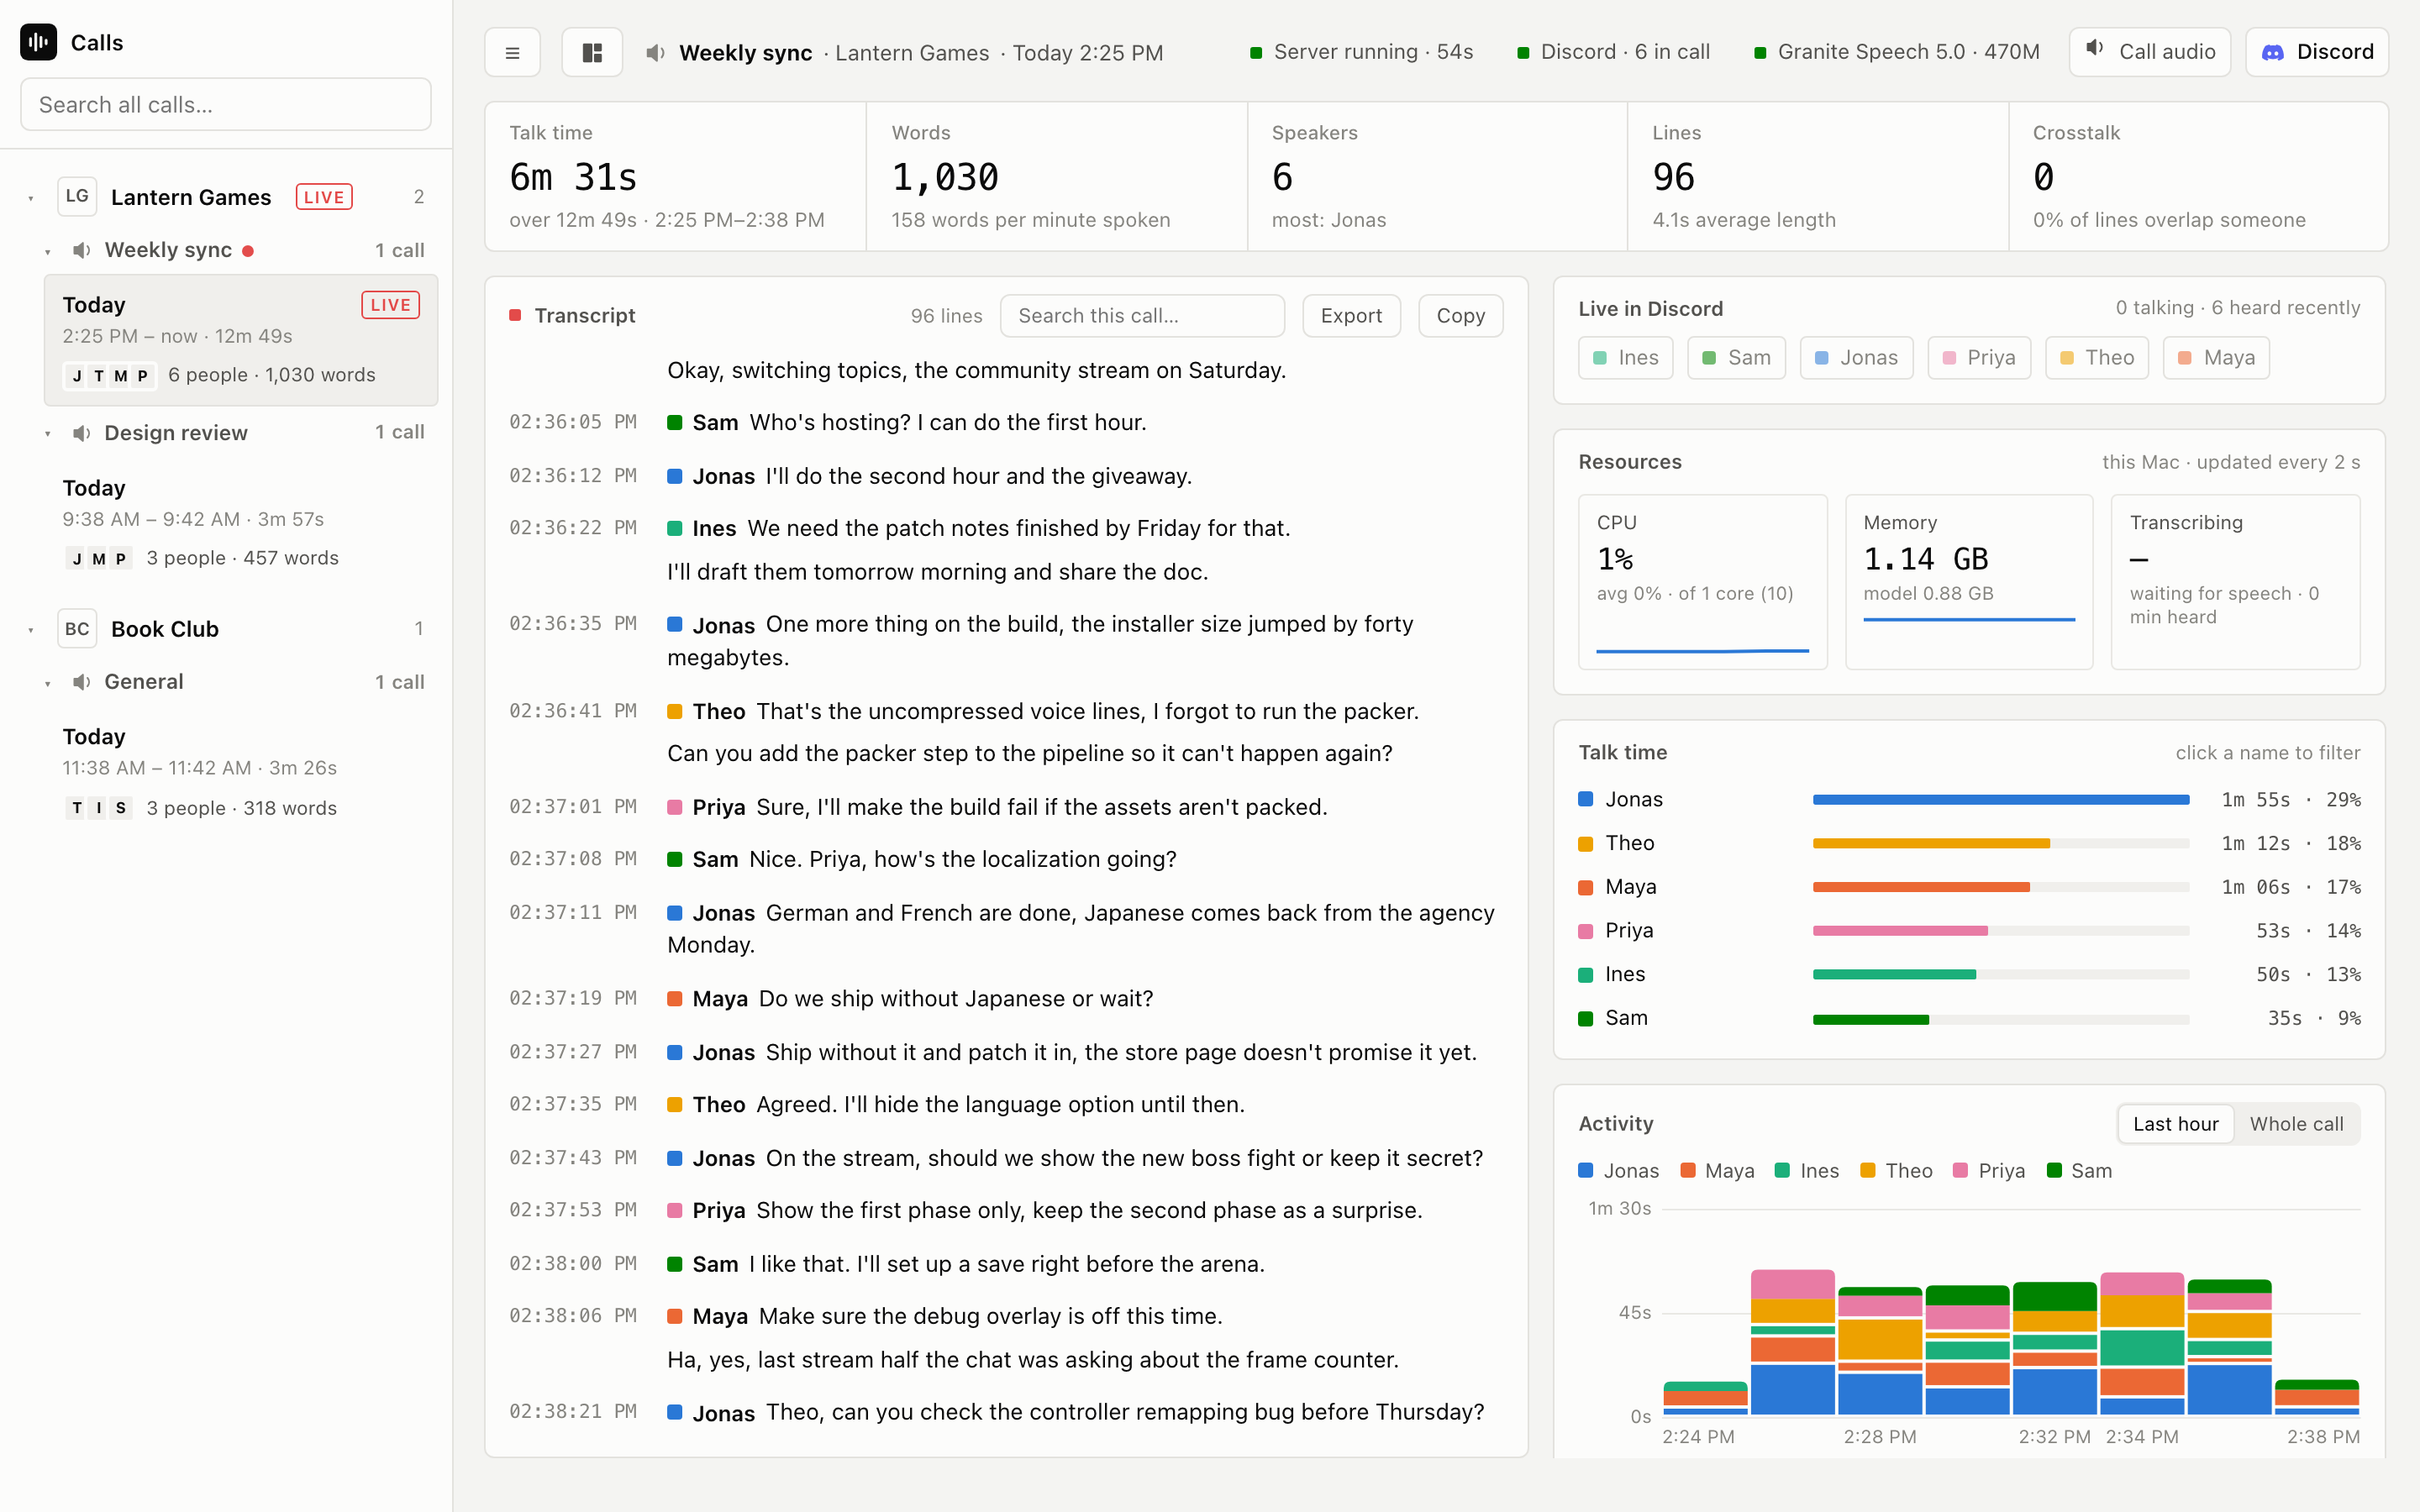 Calls
Search all calls...
LG Lantern Games LIVE 2
Weekly sync 1 call
Today LIVE
2:25 PM – now · 12m 49s
J T M P 6 people · 1,030 words
Design review 1 call
Today
9:38 AM – 9:42 AM · 3m 57s
J M P 3 people · 457 words
BC Book Club 1
General 1 call
Today
11:38 AM – 11:42 AM · 3m 26s
T I S 3 people · 318 words
Weekly sync · Lantern Games · Today 2:25 PM
Server running · 54s
Discord · 6 in call
Granite Speech 5.0 · 470M
Call audio
Discord
Talk time
6m 31s
over 12m 49s · 2:25 PM–2:38 PM
Words
1,030
158 words per minute spoken
Speakers
6
most: Jonas
Lines
96
4.1s average length
Crosstalk
0
0% of lines overlap someone
Transcript 96 lines Search this call... Export Copy
Okay, switching topics, the community stream on Saturday.
02:36:05 PM Sam Who's hosting? I can do the first hour.
02:36:12 PM Jonas I'll do the second hour and the giveaway.
02:36:22 PM Ines We need the patch notes finished by Friday for that.
I'll draft them tomorrow morning and share the doc.
02:36:35 PM Jonas One more thing on the build, the installer size jumped by forty
megabytes.
02:36:41 PM Theo That's the uncompressed voice lines, I forgot to run the packer.
Can you add the packer step to the pipeline so it can't happen again?
02:37:01 PM Priya Sure, I'll make the build fail if the assets aren't packed.
02:37:08 PM Sam Nice. Priya, how's the localization going?
02:37:11 PM Jonas German and French are done, Japanese comes back from the agency
Monday.
02:37:19 PM Maya Do we ship without Japanese or wait?
02:37:27 PM Jonas Ship without it and patch it in, the store page doesn't promise it yet.
02:37:35 PM Theo Agreed. I'll hide the language option until then.
02:37:43 PM Jonas On the stream, should we show the new boss fight or keep it secret?
02:37:53 PM Priya Show the first phase only, keep the second phase as a surprise.
02:38:00 PM Sam I like that. I'll set up a save right before the arena.
02:38:06 PM Maya Make sure the debug overlay is off this time.
Ha, yes, last stream half the chat was asking about the frame counter.
02:38:21 PM Jonas Theo, can you check the controller remapping bug before Thursday?
Live in Discord 0 talking · 6 heard recently
Ines Sam Jonas Priya Theo Maya
Resources this Mac · updated every 2 s
CPU
1%
avg 0% · of 1 core (10)
Memory
1.14 GB
model 0.88 GB
Transcribing
–
waiting for speech · 0
min heard
Talk time click a name to filter
Jonas 1m 55s · 29%
Theo 1m 12s · 18%
Maya 1m 06s · 17%
Priya 53s · 14%
Ines 50s · 13%
Sam 35s · 9%
Activity Last hour Whole call
Jonas Maya Ines Theo Priya Sam
1m 30s
45s
0s
2:24 PM 2:28 PM 2:32 PM 2:34 PM 2:38 PM